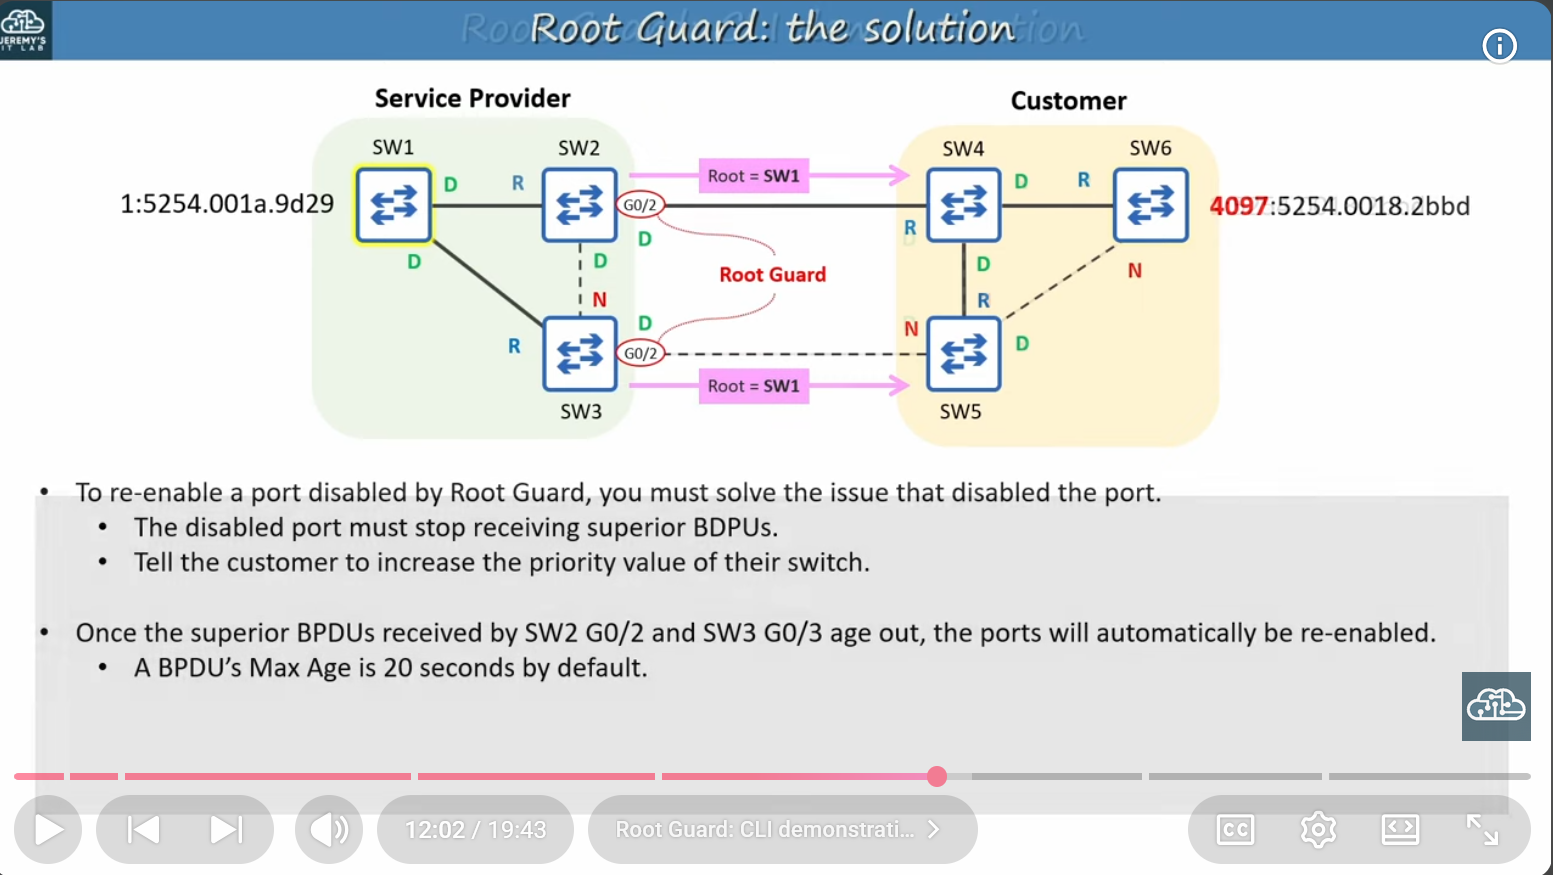 JEREMY'S
IT LAB
Root Guard: the solution
Service Provider
Customer
SW1
SW2
SW4
SW6
Root = SW1
D
R
D
R
1:5254.001a.9d29
G0/2
4097:5254.0018.2bbd
R
D
D
D
D
N
Root Guard
R
N
D
N
R
G0/2
D
Root = SW1
SW3
SW5
• To re-enable a port disabled by Root Guard, you must solve the issue that disabled the port.
• The disabled port must stop receiving superior BDPUs.
• Tell the customer to increase the priority value of their switch.
• Once the superior BPDUs received by SW2 G0/2 and SW3 G0/3 age out, the ports will automatically be re-enabled.
• A BPDU's Max Age is 20 seconds by default.
12:02 / 19:43
Root Guard: CLI demonstrati...
CC